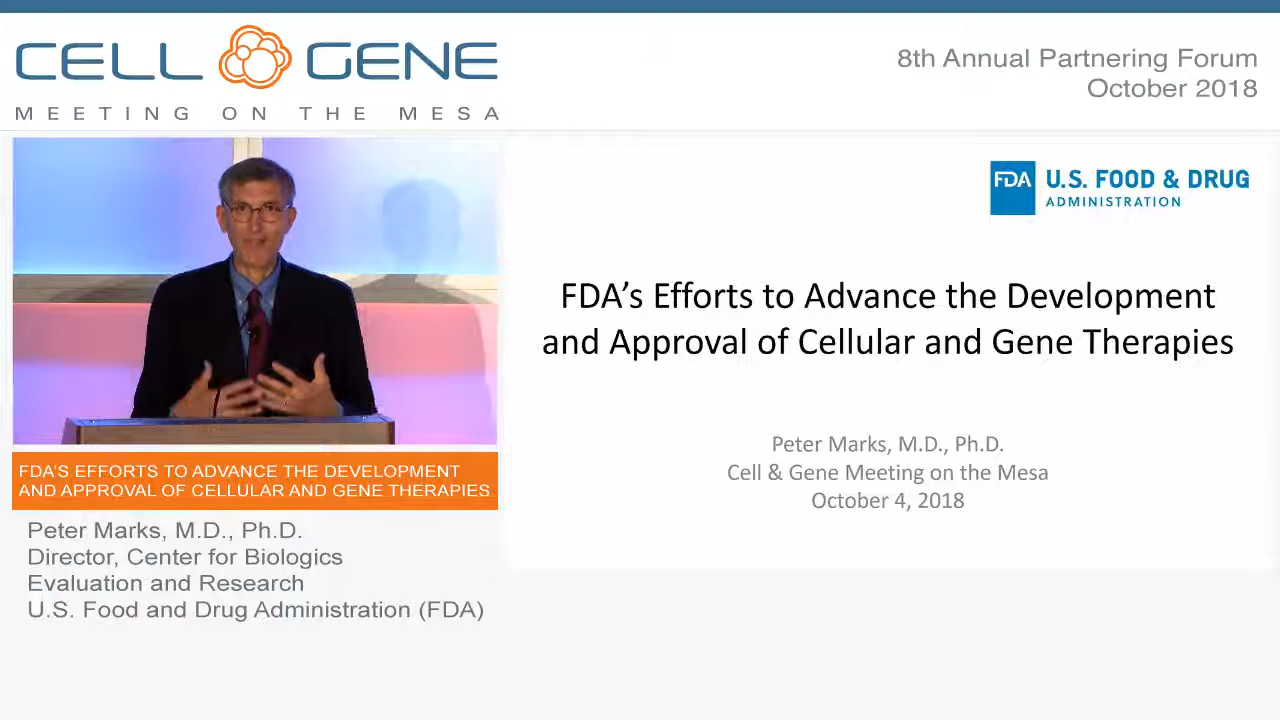 CELL GENE
MEETING ON THE MESA
8th Annual Partnering Forum
October 2018
FDA U.S. FOOD & DRUG
ADMINISTRATION
FDA's Efforts to Advance the Development
and Approval of Cellular and Gene Therapies
Peter Marks, M.D., Ph.D.
Cell & Gene Meeting on the Mesa
October 4, 2018
FDA'S EFFORTS TO ADVANCE THE DEVELOPMENT
AND APPROVAL OF CELLULAR AND GENE THERAPIES
Peter Marks, M.D., Ph.D.
Director, Center for Biologics
Evaluation and Research
U.S. Food and Drug Administration (FDA)